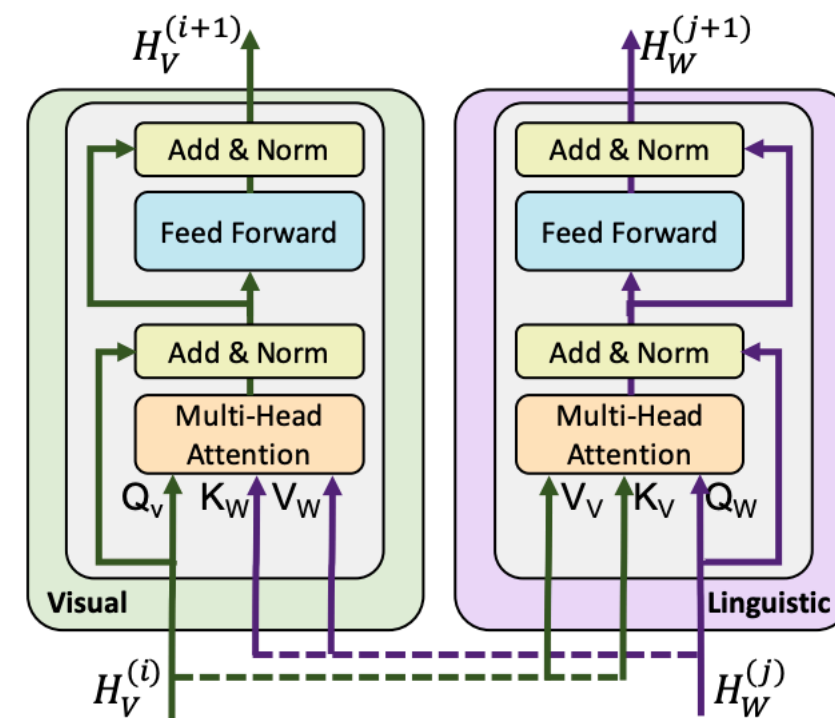 H_V^{(i+1)}
Add & Norm
Feed Forward
Add & Norm
Multi-Head
Attention
Q_v K_W V_W
Visual
H_V^{(i)}
H_W^{(j+1)}
Add & Norm
Feed Forward
Add & Norm
Multi-Head
Attention
V_V K_V Q_W
Linguistic
H_W^{(j)}